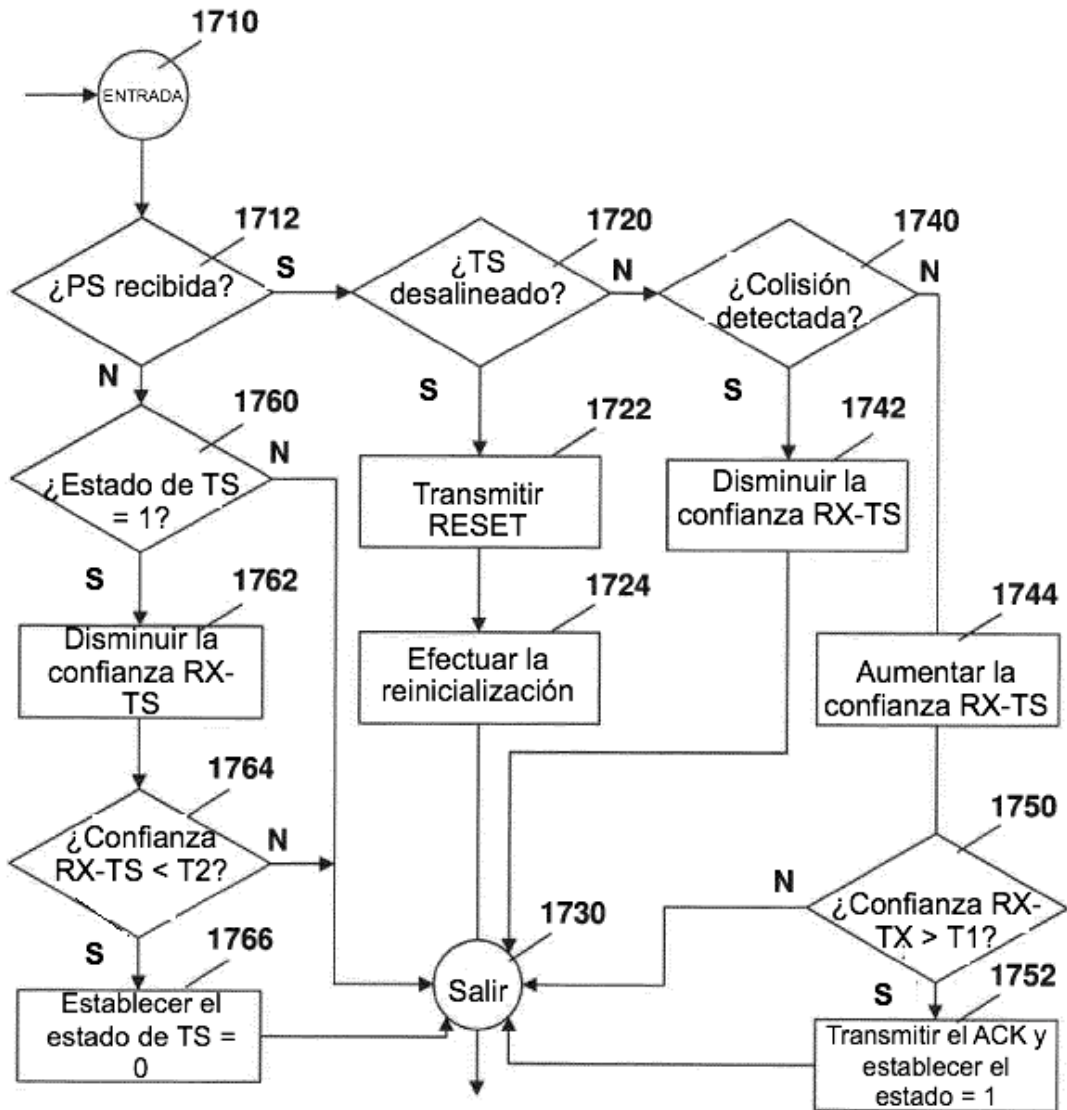 1710
ENTRADA
1712
¿PS recibida?
S
N
1720
¿TS
desalineado?
N
S
1740
¿Colisión
detectada?
N
S
1760
¿Estado de TS
= 1?
N
S
1722
Transmitir
RESET
1742
Disminuir la
confianza RX-TS
1762
Disminuir la
confianza RX-
TS
1724
Efectuar la
reinicialización
1744
Aumentar la
confianza RX-TS
1764
¿Confianza
RX-TS < T2?
N
S
1750
¿Confianza RX-
TX > T1?
N
S
1766
Establecer el
estado de TS =
0
1730
Salir
1752
Transmitir el ACK y
establecer el
estado = 1